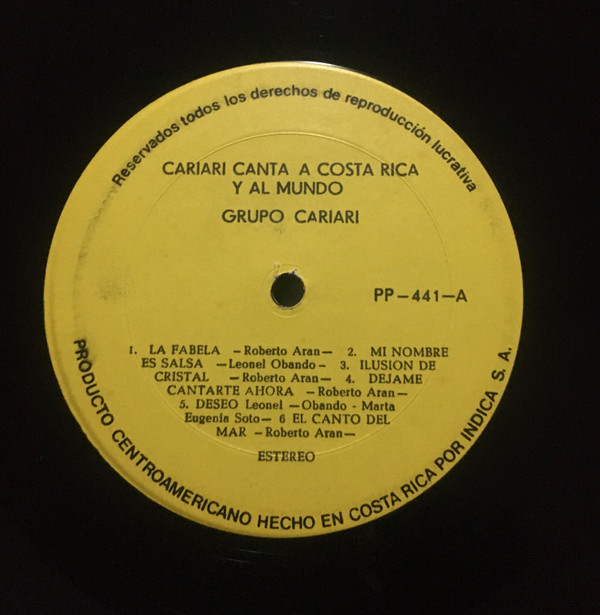 Reservados todos los derechos de reproducción lucrativa
CARIARI CANTA A COSTA RICA
Y AL MUNDO
GRUPO CARIARI
PP-441-A
1. LA FABELA -Roberto Aran- 2. MI NOMBRE
ES SALSA -Leonel Obando- 3. ILUSION DE
CRISTAL -Roberto Aran- 4. DEJAME
CANTARTE AHORA -Roberto Aran-
5. DESEO Leonel -Obando - Marta
Eugenia Soto- 6 EL CANTO DEL
MAR -Roberto Aran-
ESTEREO
PRODUCTO CENTROAMERICANO HECHO EN COSTA RICA POR INDICA S. A.